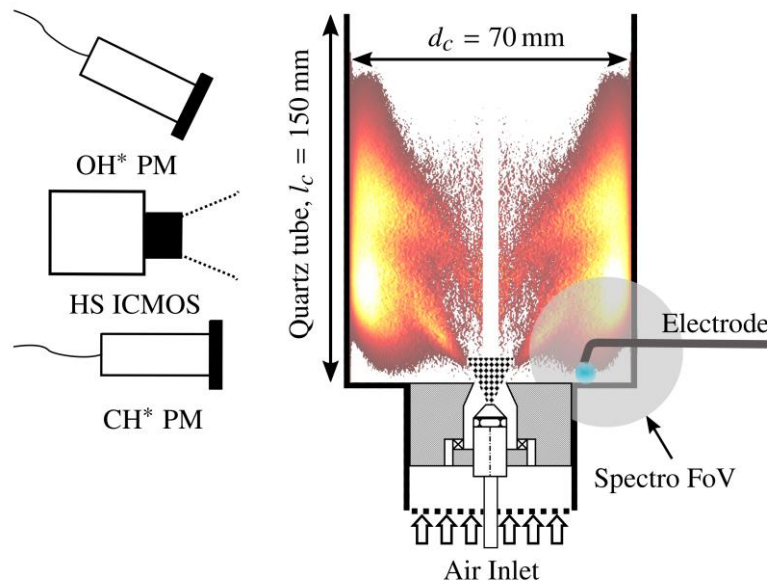 OH* PM
HS ICMOS
CH* PM
Quartz tube, l_c = 150 mm
d_c = 70 mm
Electrode
Spectro FoV
Air Inlet